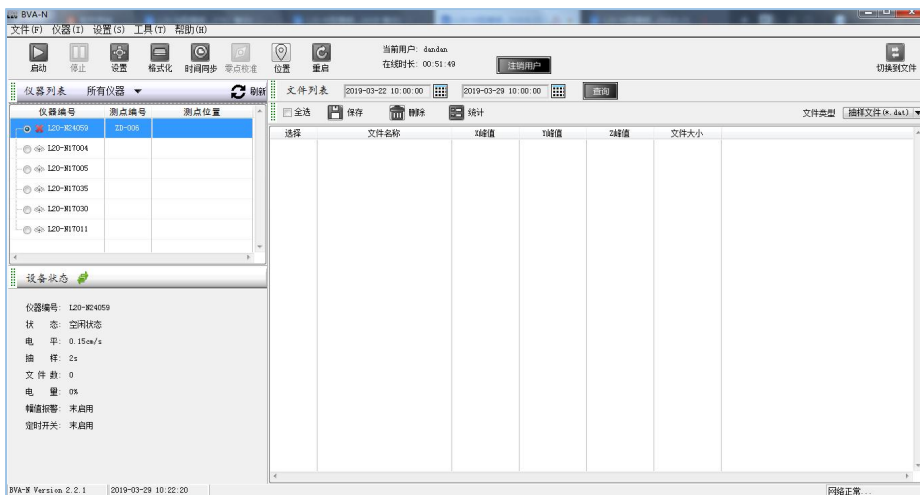 BVA-N
文件(F) 仪器(I) 设置(S) 工具(T) 帮助(H)
启动 停止 设置 格式化 时间同步 零点校准 位置 重启
当前用户: dandan
在线时长: 00:51:49
注销用户
切换到文件
仪器列表 所有仪器 刷新
文件列表 2019-03-22 10:00:00 2019-03-29 10:00:00 查询
全选 保存 删除 统计 文件类型 抽样文件(*.dat)
仪器编号 测点编号 测点位置
选择 文件名称 X峰值 Y峰值 Z峰值 文件大小
L20-N24059 ZD-006
L20-N17004
L20-N17005
L20-N17035
L20-N17030
L20-N17011
设备状态
仪器编号: L20-N24059
状 态: 空闲状态
电 平: 0.15cm/s
抽 样: 2s
文 件 数: 0
电 量: 0%
幅值报警: 未启用
定时开关: 未启用
BVA-N Version 2.2.1 2019-03-29 10:22:20 网络正常...